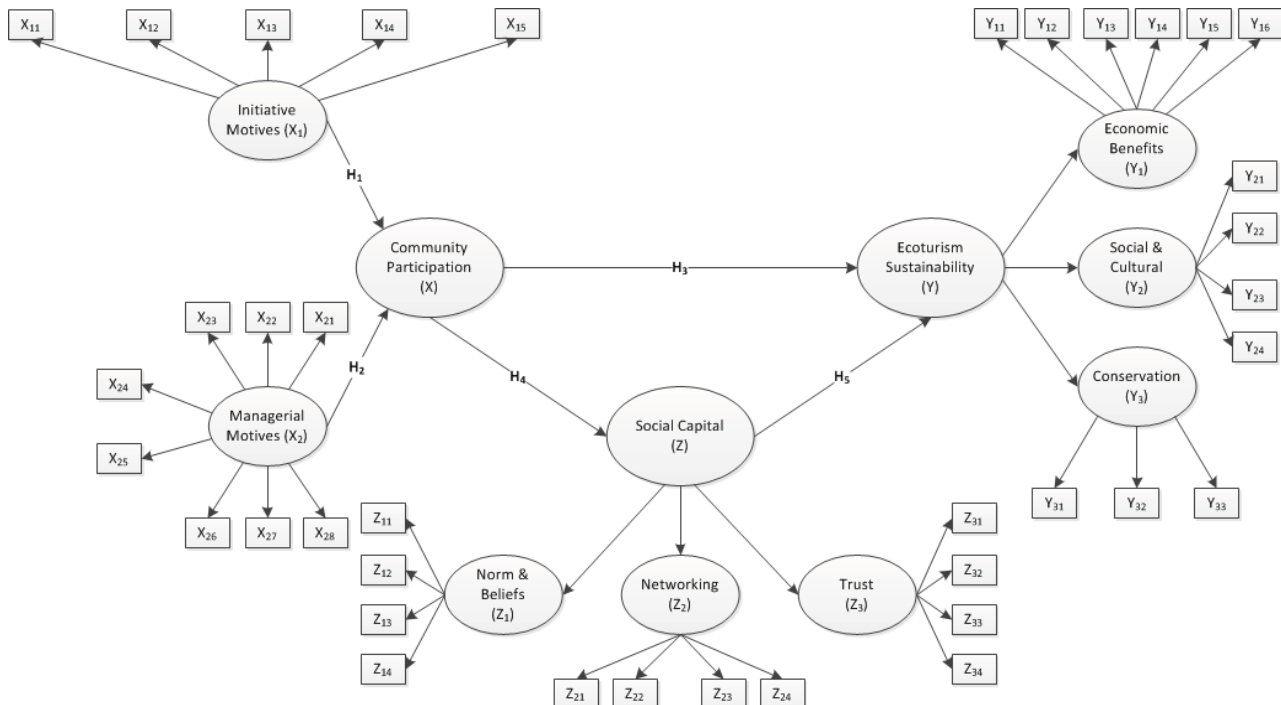 X₁₁
X₁₂
X₁₃
X₁₄
X₁₅
Initiative
Motives (X₁)
H₁
Y₁₁
Y₁₂
Y₁₃
Y₁₄
Y₁₅
Y₁₆
Economic
Benefits
(Y₁)
Community
Participation
(X)
H₃
Ecoturism
Sustainability
(Y)
Social &
Cultural
(Y₂)
Y₂₁
Y₂₂
Y₂₃
Y₂₄
X₂₃
X₂₂
X₂₁
X₂₄
X₂₅
Managerial
Motives (X₂)
H₂
X₂₆
X₂₇
X₂₈
H₄
H₅
Social Capital
(Z)
Conservation
(Y₃)
Y₃₁
Y₃₂
Y₃₃
Z₁₁
Z₁₂
Z₁₃
Z₁₄
Norm &
Beliefs
(Z₁)
Networking
(Z₂)
Z₂₁
Z₂₂
Z₂₃
Z₂₄
Trust
(Z₃)
Z₃₁
Z₃₂
Z₃₃
Z₃₄